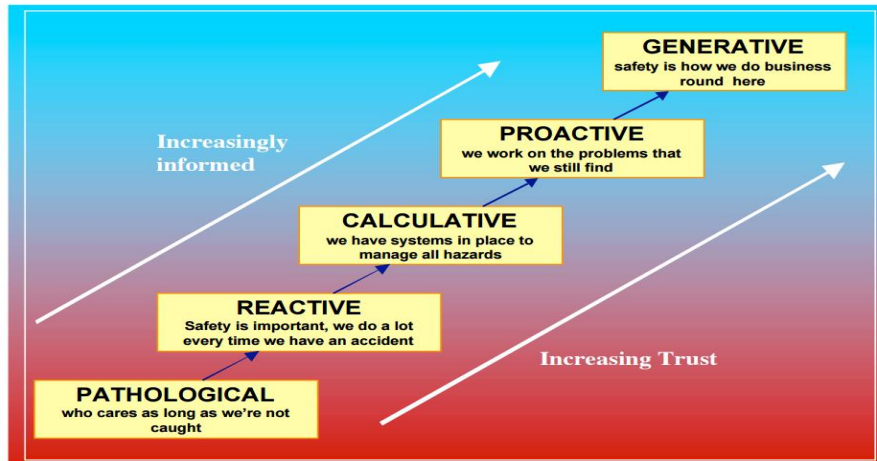 GENERATIVE
safety is how we do business
round here
Increasingly
informed
PROACTIVE
we work on the problems that
we still find
CALCULATIVE
we have systems in place to
manage all hazards
REACTIVE
Safety is important, we do a lot
every time we have an accident
Increasing Trust
PATHOLOGICAL
who cares as long as we're not
caught